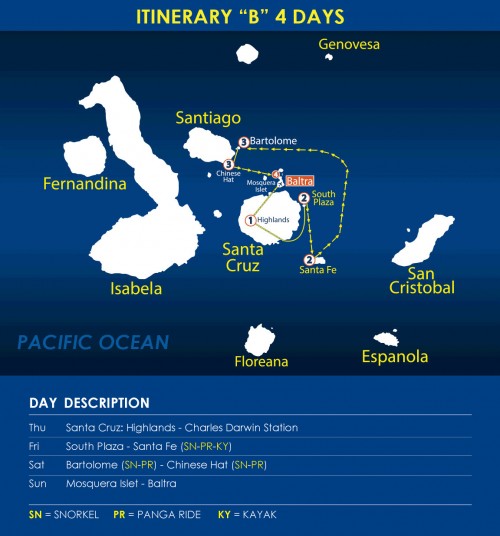 ITINERARY “B” 4 DAYS
Genovesa
Santiago
3 Bartolome
3
Chinese
Hat
Fernandina
Mosquera
Islet
4
Baltra
2
South
Plaza
1 Highlands
Santa
Cruz
2
Santa Fe
San
Cristobal
Isabela
PACIFIC OCEAN
Floreana
Espanola
DAY DESCRIPTION
Thu Santa Cruz: Highlands - Charles Darwin Station
Fri South Plaza - Santa Fe (SN-PR-KY)
Sat Bartolome (SN-PR) - Chinese Hat (SN-PR)
Sun Mosquera Islet - Baltra
SN = SNORKEL PR = PANGA RIDE KY = KAYAK